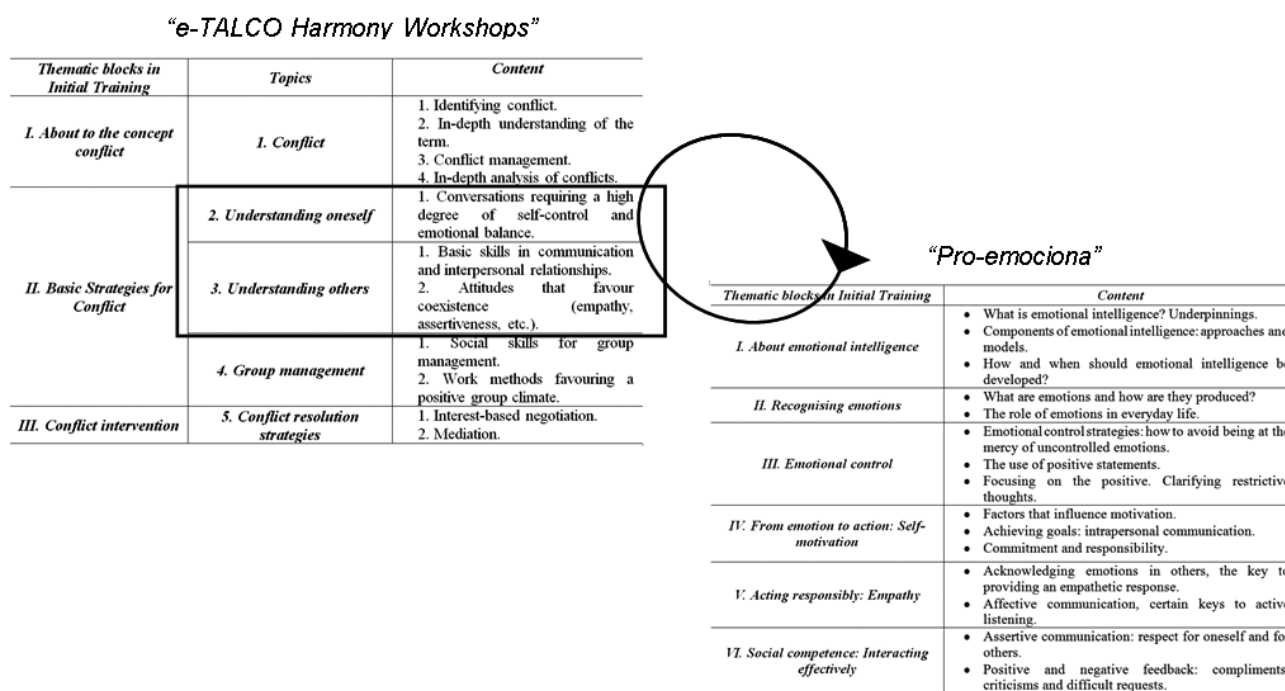 “e-TALCO Harmony Workshops”
Thematic blocks in Initial Training
Topics
Content
I. About to the concept conflict
1. Conflict
1. Identifying conflict.
2. In-depth understanding of the
term.
3. Conflict management.
4. In-depth analysis of conflicts.
II. Basic Strategies for
Conflict
2. Understanding oneself
1. Conversations requiring a high
degree of self-control and
emotional balance.
3. Understanding others
1. Basic skills in communication
and interpersonal relationships.
2. Attitudes that favour
coexistence (empathy,
assertiveness, etc.).
4. Group management
1. Social skills for group
management.
2. Work methods favouring a
positive group climate.
III. Conflict intervention
5. Conflict resolution
strategies
1. Interest-based negotiation.
2. Mediation.
“Pro-emociona”
Thematic blocks in Initial Training
Content
I. About emotional intelligence
• What is emotional intelligence? Underpinnings.
• Components of emotional intelligence: approaches and
models.
• How and when should emotional intelligence be
developed?
II. Recognising emotions
• What are emotions and how are they produced?
• The role of emotions in everyday life.
III. Emotional control
• Emotional control strategies: how to avoid being at the
mercy of uncontrolled emotions.
• The use of positive statements.
• Focusing on the positive. Clarifying restrictive
thoughts.
IV. From emotion to action: Self-
motivation
• Factors that influence motivation.
• Achieving goals: intrapersonal communication.
• Commitment and responsibility.
V. Acting responsibly: Empathy
• Acknowledging emotions in others, the key to
providing an empathetic response.
• Affective communication, certain keys to active
listening.
VI. Social competence: Interacting
effectively
• Assertive communication: respect for oneself and fo
others.
• Positive and negative feedback: compliments
criticisms and difficult requests.